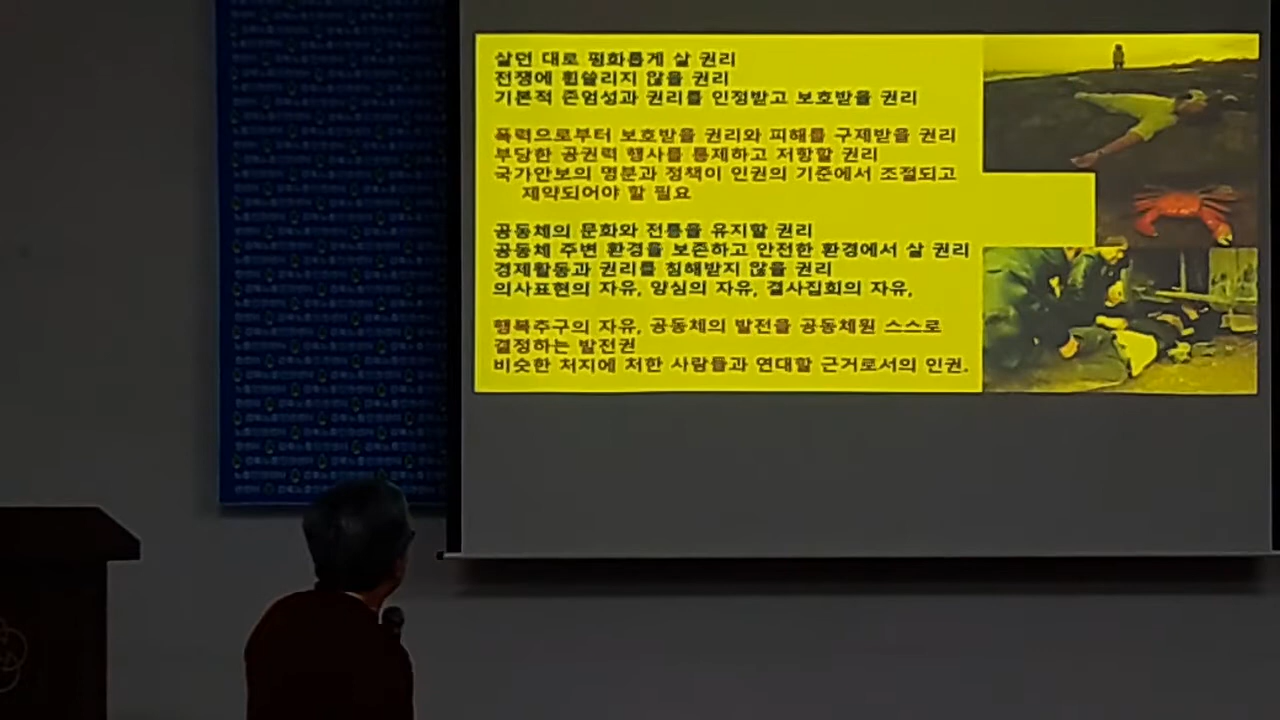 살던 대로 평화롭게 살 권리
전쟁에 휩쓸리지 않을 권리
기본적 존엄성과 권리를 인정받고 보호받을 권리
폭력으로부터 보호받을 권리와 피해를 구제받을 권리
부당한 공권력 행사를 통제하고 저항할 권리
국가안보의 명분과 정책이 인권의 기준에서 조절되고
제약되어야 할 필요
공동체의 문화와 전통을 유지할 권리
공동체 주변 환경을 보존하고 안전한 환경에서 살 권리
경제활동과 권리를 침해받지 않을 권리
의사표현의 자유, 양심의 자유, 결사집회의 자유,
행복추구의 자유, 공동체의 발전을 공동체원 스스로
결정하는 발전권
비슷한 처지에 처한 사람들과 연대할 근거로서의 인권.